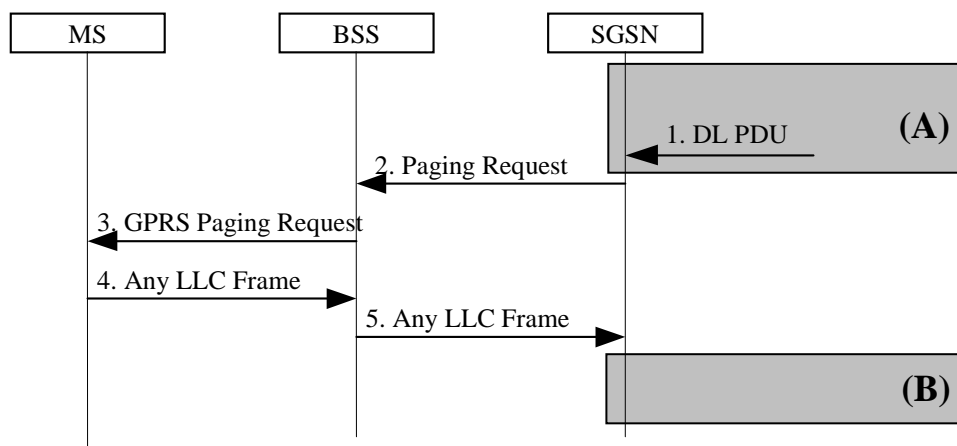 MS
BSS
SGSN
(A)
1. DL PDU
2. Paging Request
3. GPRS Paging Request
4. Any LLC Frame
5. Any LLC Frame
(B)